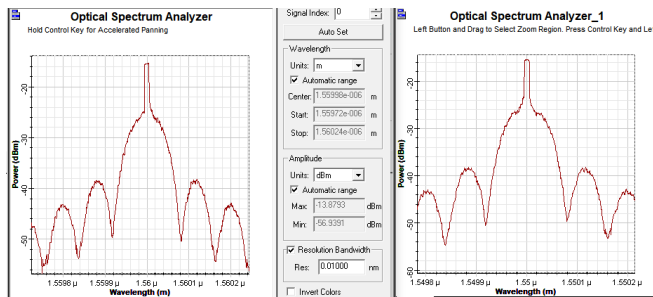 Optical Spectrum Analyzer
Hold Control Key for Accelerated Panning
Power (dBm)
-20
-30
-40
-50
1.5598 µ
1.5599 µ
1.56 µ
1.5601 µ
1.5602 µ
Wavelength (m)
Signal Index: 0
Auto Set
Wavelength
Units: m
Automatic range
Center: 1.55998e-006 m
Start: 1.55972e-006 m
Stop: 1.56024e-006 m
Amplitude
Units: dBm
Automatic range
Max: -13.8793 dBm
Min: -56.9391 dBm
Resolution Bandwidth
Res: 0.01000 nm
Invert Colors
Optical Spectrum Analyzer_1
Left Button and Drag to Select Zoom Region. Press Control Key and Le
Power (dBm)
-20
-30
-40
-50
-60
1.5498 µ
1.5499 µ
1.55 µ
1.5501 µ
1.5502 µ
Wavelength (m)